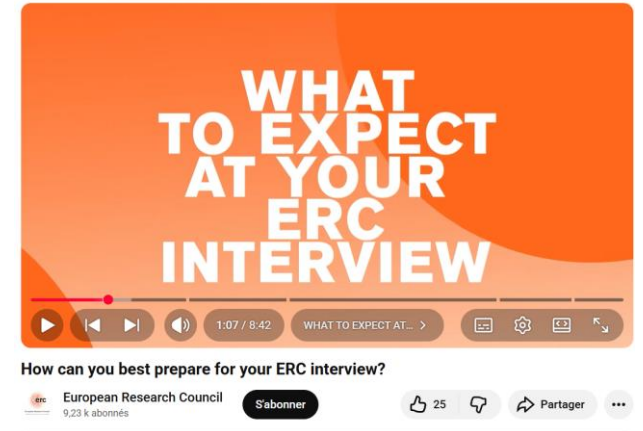 WHAT
TO EXPECT
AT YOUR
ERC
INTERVIEW
1:07 / 8:42
WHAT TO EXPECT AT...
How can you best prepare for your ERC interview?
erc
European Research Council
9,23 k abonnés
S'abonner
25
Partager